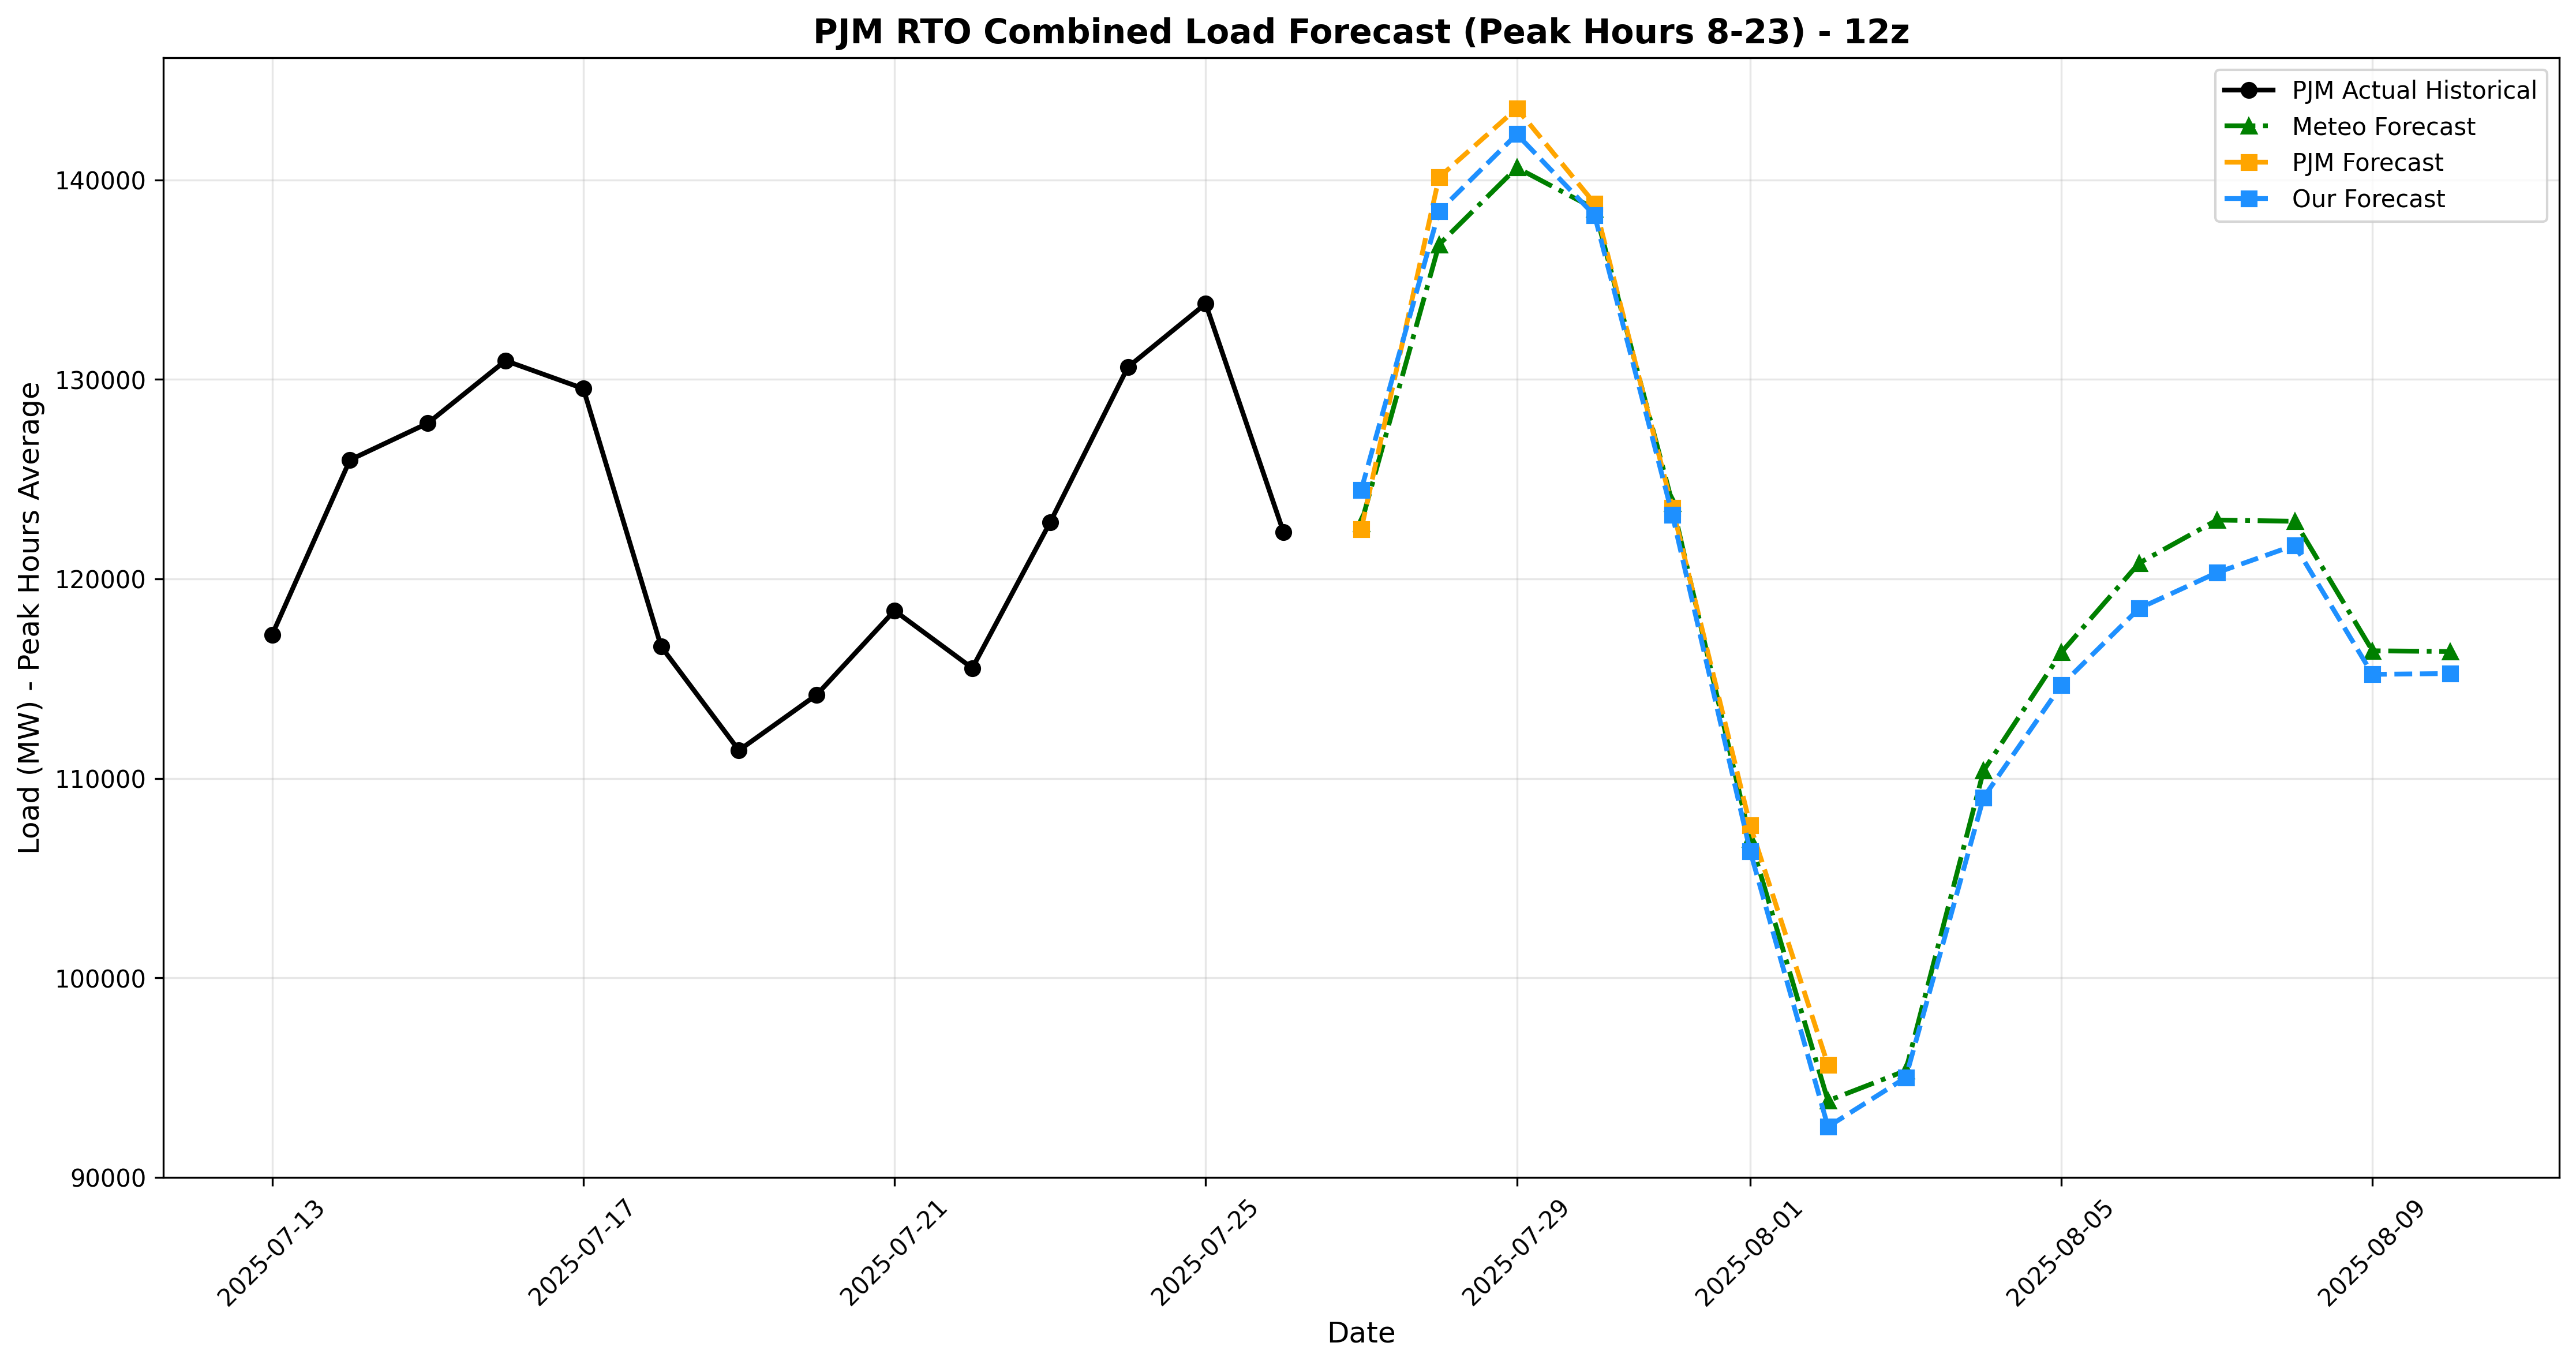 PJM RTO Combined Load Forecast (Peak Hours 8-23) - 12z
PJM Actual Historical
Meteo Forecast
PJM Forecast
Our Forecast
Load (MW) - Peak Hours Average
140000
130000
120000
110000
100000
90000
2025-07-13
2025-07-17
2025-07-21
2025-07-25
2025-07-29
2025-08-01
2025-08-05
2025-08-09
Date